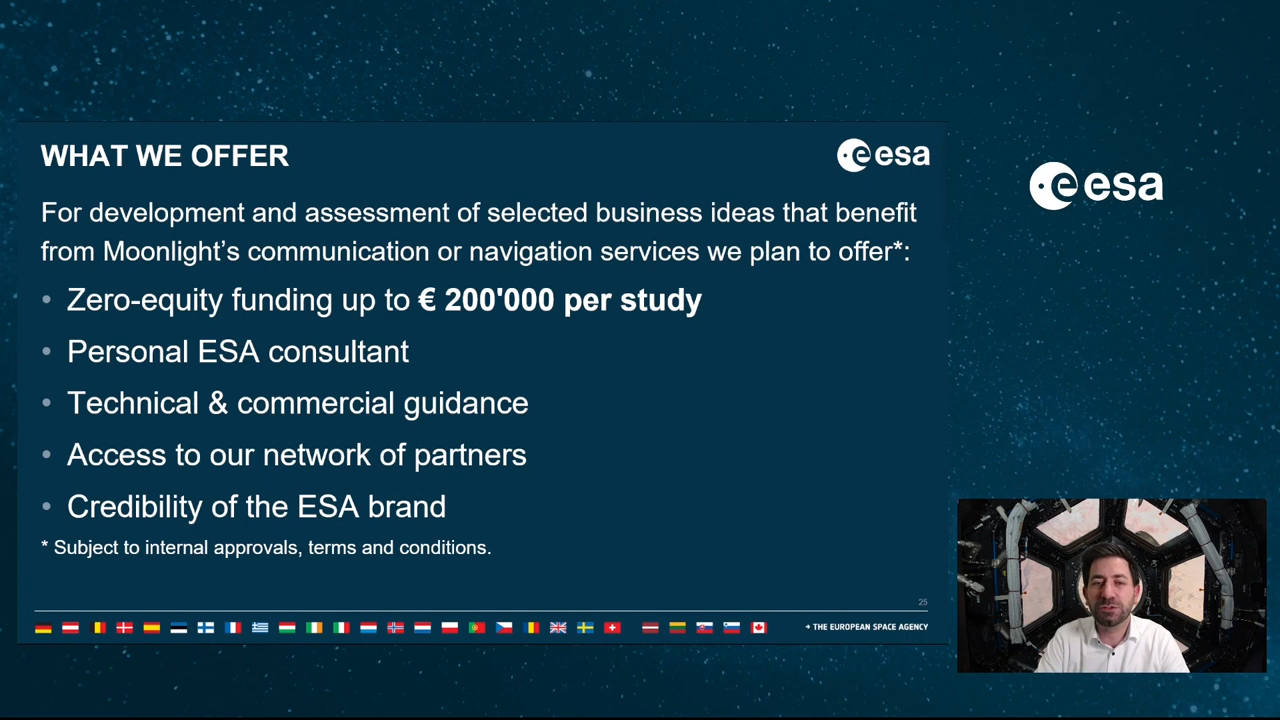 WHAT WE OFFER
esa
For development and assessment of selected business ideas that benefit
from Moonlight’s communication or navigation services we plan to offer*:
• Zero-equity funding up to € 200'000 per study
• Personal ESA consultant
• Technical & commercial guidance
• Access to our network of partners
• Credibility of the ESA brand
* Subject to internal approvals, terms and conditions.
25
→ THE EUROPEAN SPACE AGENCY
esa